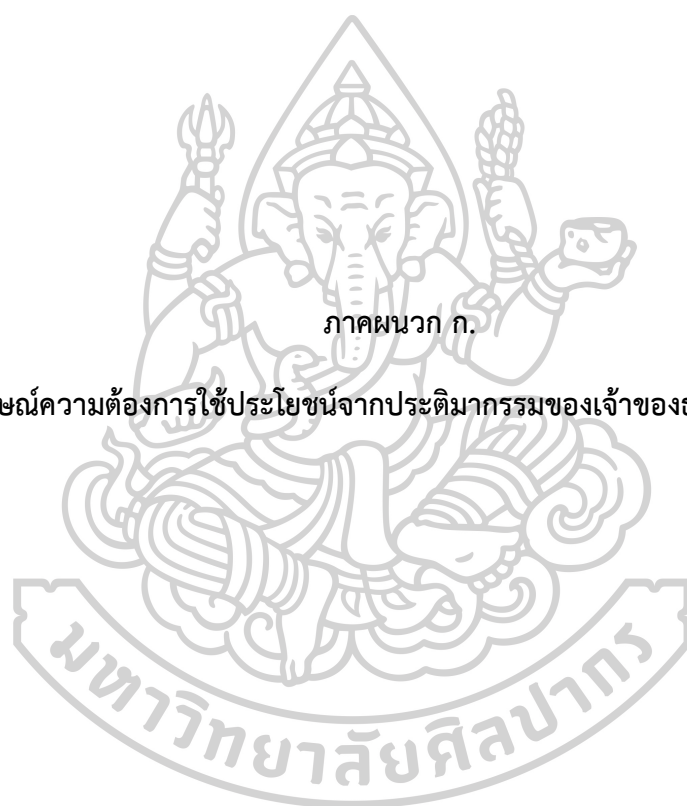 ภาคผนวก ก.
ษณ์ความต้องการใช้ประโยชน์จากประติมากรรมของเจ้าของ
มหาวิทยาลัยศิลปากร